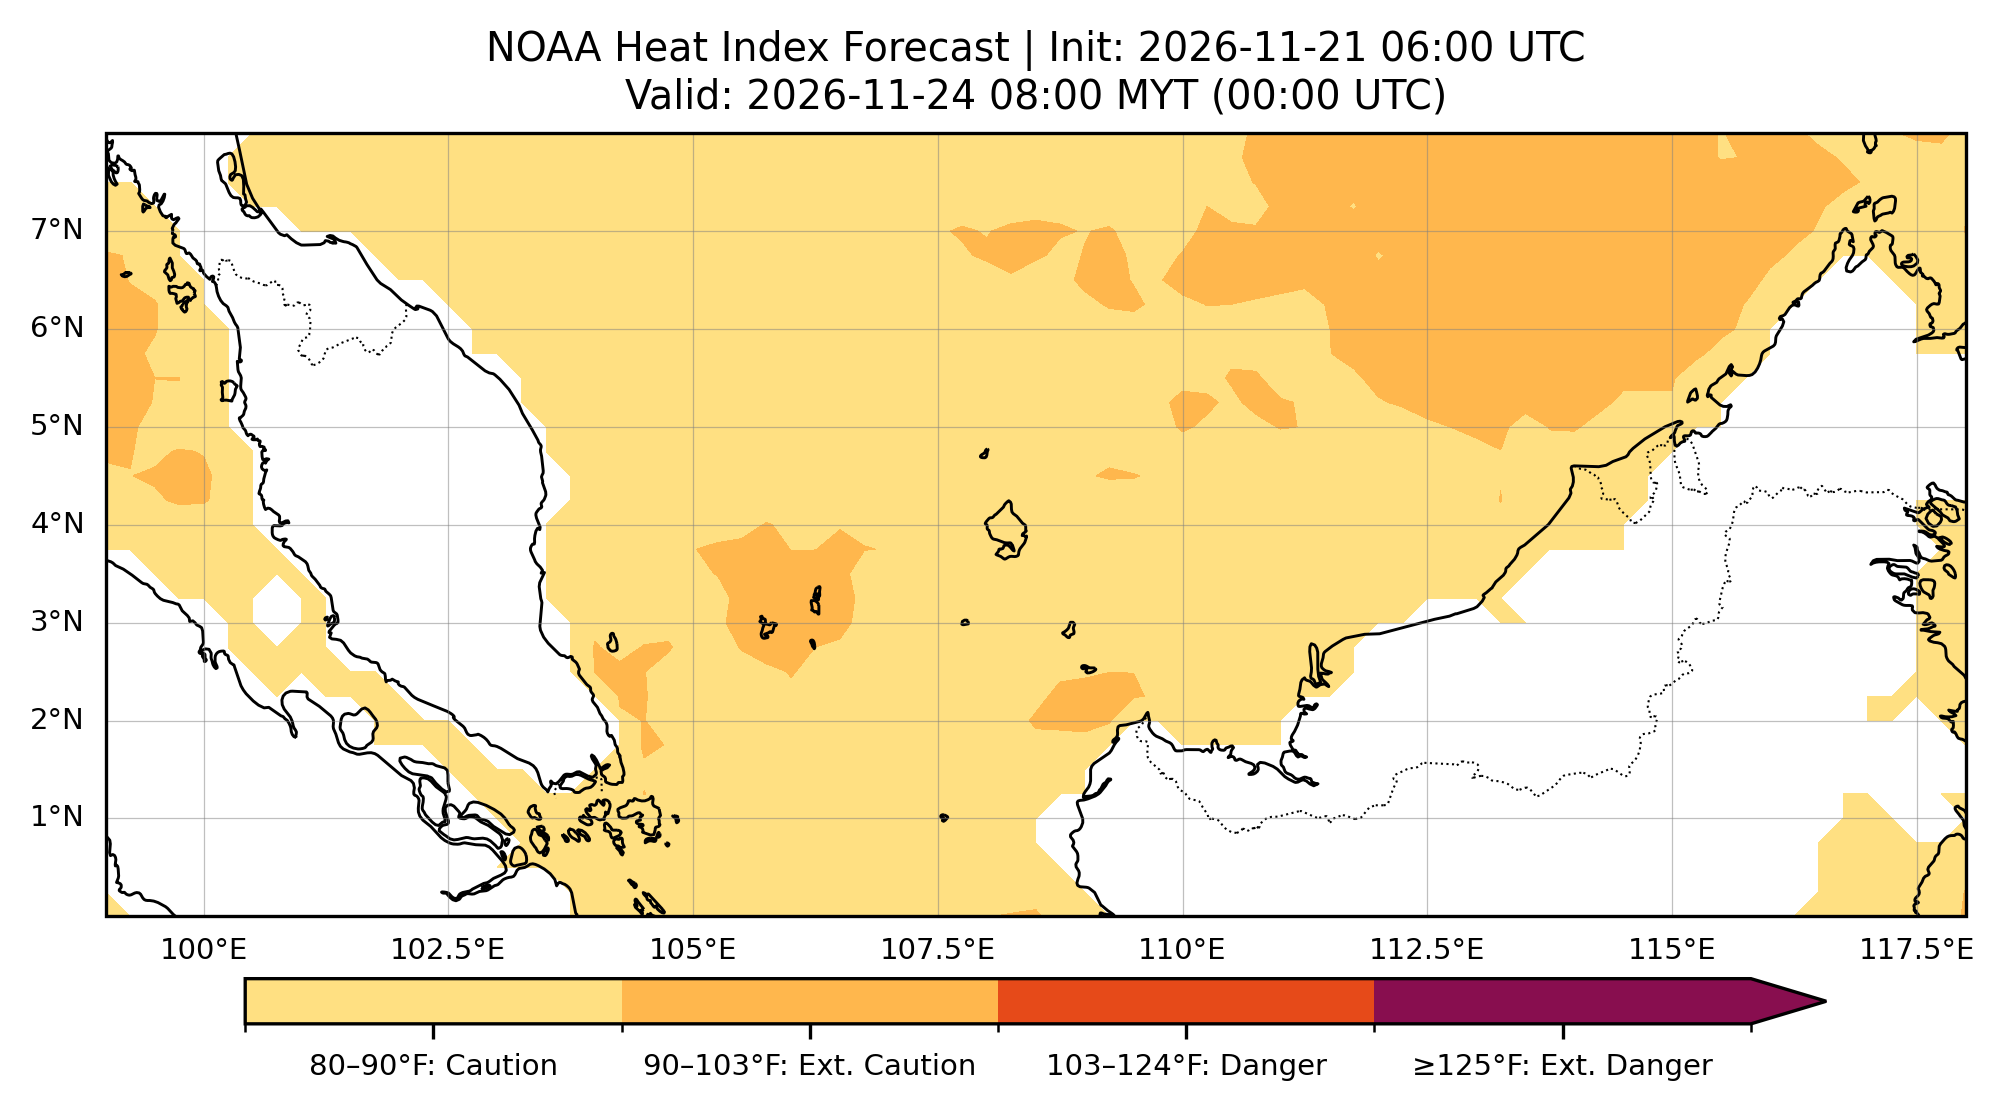 NOAA Heat Index Forecast | Init: 2026-11-21 06:00 UTC
Valid: 2026-11-24 08:00 MYT (00:00 UTC)
7°N
6°N
5°N
4°N
3°N
2°N
1°N
100°E 102.5°E 105°E 107.5°E 110°E 112.5°E 115°E 117.5°E
80–90°F: Caution 90–103°F: Ext. Caution 103–124°F: Danger ≥125°F: Ext. Danger